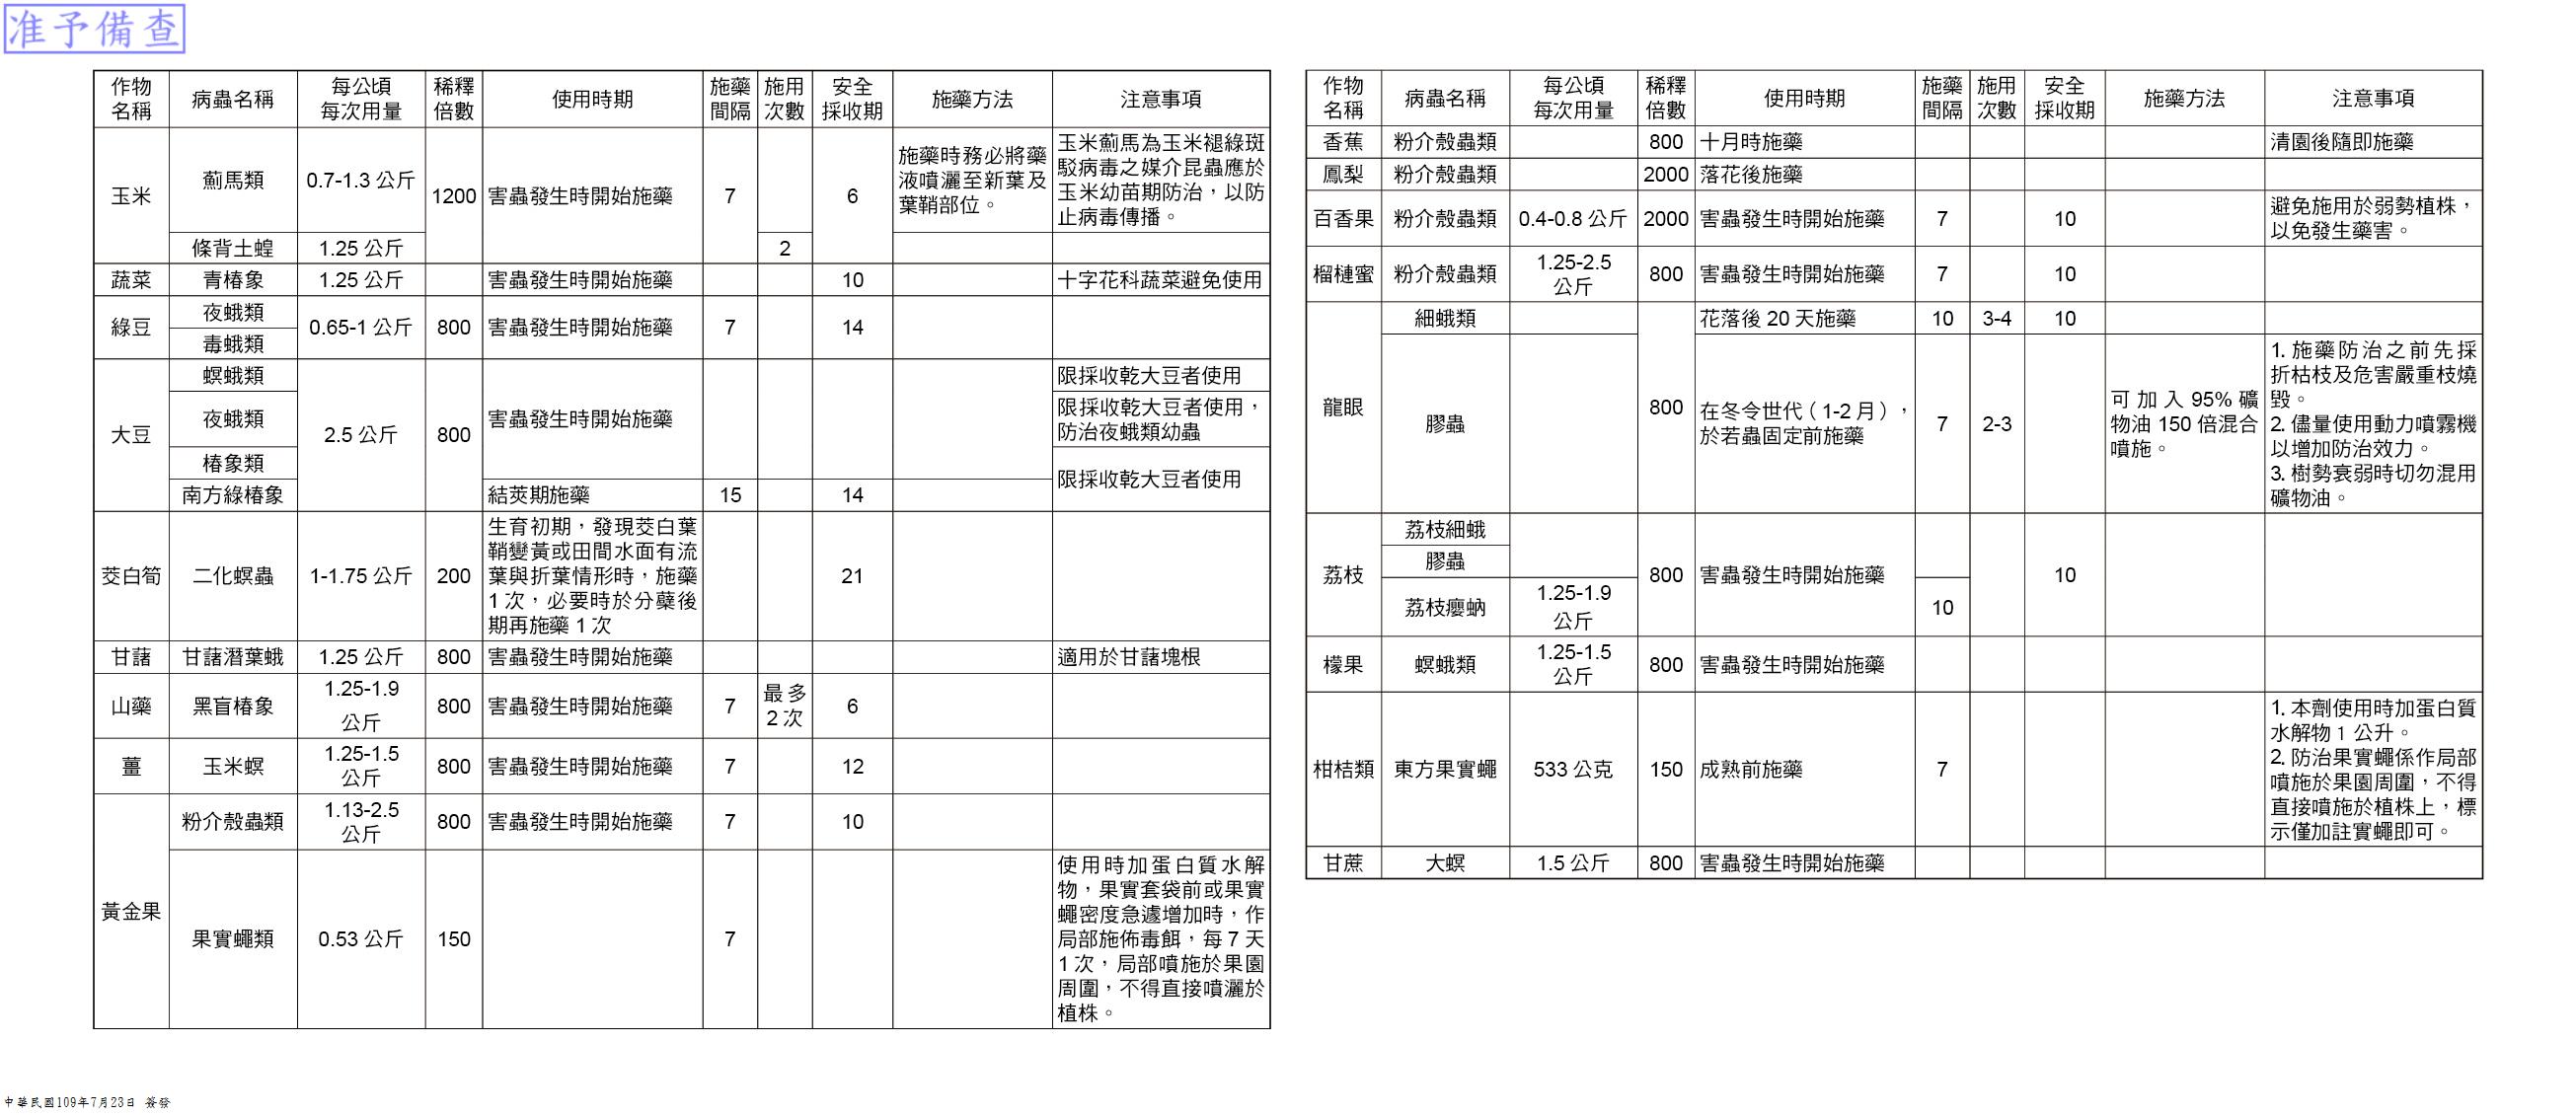 准予備查
作物名稱 病蟲名稱 每公頃每次用量 稀釋倍數 使用時期 施藥間隔 施用次數 安全採收期 施藥方法 注意事項
玉米 薊馬類 0.7-1.3 公斤 1200 害蟲發生時開始施藥 7 6
施藥時務必將藥
液噴灑至新葉及
葉鞘部位。
玉米薊馬為玉米褪綠斑
駁病毒之媒介昆蟲應於
玉米幼苗期防治，以防
止病毒傳播。
條背土蝗 1.25 公斤 2
蔬菜 青椿象 1.25 公斤 害蟲發生時開始施藥 10 十字花科蔬菜避免使用
綠豆 夜蛾類 0.65-1 公斤 800 害蟲發生時開始施藥 7 14
毒蛾類
大豆 螟蛾類 2.5 公斤 800 害蟲發生時開始施藥 限採收乾大豆者使用
夜蛾類 限採收乾大豆者使用，
防治夜蛾類幼蟲
椿象類 限採收乾大豆者使用
南方綠椿象 結莢期施藥 15 14
茭白筍 二化螟蟲 1-1.75 公斤 200
生育初期，發現茭白葉
鞘變黃或田間水面有流
葉與折葉情形時，施藥
1 次，必要時於分蘗後
期再施藥 1 次
21
甘藷 甘藷潛葉蛾 1.25 公斤 800 害蟲發生時開始施藥 適用於甘藷塊根
山藥 黑盲椿象 1.25-1.9 公斤 800 害蟲發生時開始施藥 7 最多 2 次 6
薑 玉米螟 1.25-1.5 公斤 800 害蟲發生時開始施藥 7 12
黃金果 粉介殼蟲類 1.13-2.5 公斤 800 害蟲發生時開始施藥 7 10
果實蠅類 0.53 公斤 150 7
使用時加蛋白質水解
物，果實套袋前或果實
蠅密度急遽增加時，作
局部施佈毒餌，每 7 天
1 次，局部噴施於果園
周圍，不得直接噴灑於
植株。
作物名稱 病蟲名稱 每公頃每次用量 稀釋倍數 使用時期 施藥間隔 施用次數 安全採收期 施藥方法 注意事項
香蕉 粉介殼蟲類 800 十月時施藥 清園後隨即施藥
鳳梨 粉介殼蟲類 2000 落花後施藥
百香果 粉介殼蟲類 0.4-0.8 公斤 2000 害蟲發生時開始施藥 7 10
避免施用於弱勢植株，
以免發生藥害。
榴槤蜜 粉介殼蟲類 1.25-2.5 公斤 800 害蟲發生時開始施藥 7 10
龍眼 細蛾類 800 花落後 20 天施藥 10 3-4 10
膠蟲
在冬令世代（1-2 月），
於若蟲固定前施藥
7 2-3
可加入 95% 礦
物油 150 倍混合
噴施。
1. 施藥防治之前先採
折枯枝及危害嚴重枝燒
毀。
2. 儘量使用動力噴霧機
以增加防治效力。
3. 樹勢衰弱時切勿混用
礦物油。
荔枝 荔枝細蛾 800 害蟲發生時開始施藥 10
膠蟲
荔枝癭蚋 1.25-1.9 公斤 10
檬果 螟蛾類 1.25-1.5 公斤 800 害蟲發生時開始施藥
柑桔類 東方果實蠅 533 公克 150 成熟前施藥 7
1. 本劑使用時加蛋白質
水解物 1 公升。
2. 防治果實蠅係作局部
噴施於果園周圍，不得
直接噴施於植株上，標
示僅加註實蠅即可。
甘蔗 大螟 1.5 公斤 800 害蟲發生時開始施藥
中華民國109年7月23日 簽發